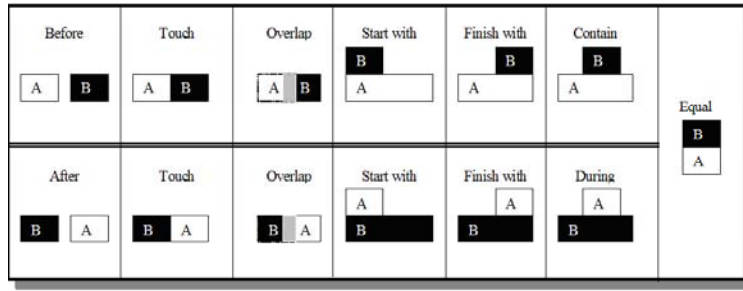 Before Touch Overlap Start with Finish with Contain
B B B
A B A B A B A A A
Equal
B
A
After Touch Overlap Start with Finish with During
A A A
B A B A B A B B B